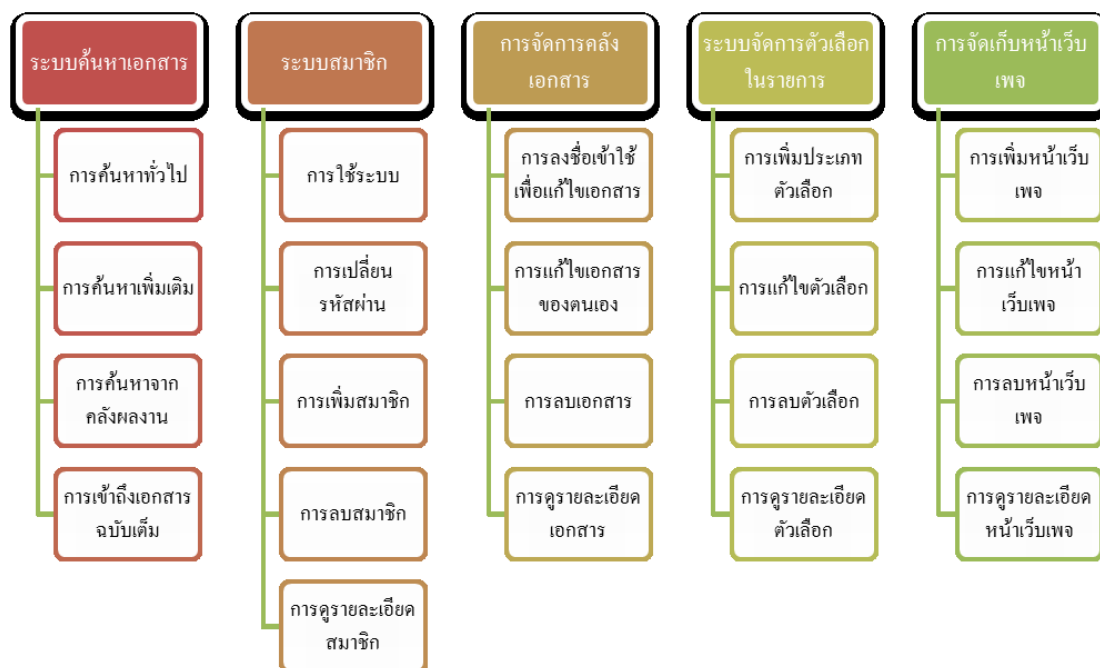 ระบบค้นหาเอกสาร
การค้นหาทั่วไป
การค้นหาเพิ่มเติม
การค้นหาจาก
คลังผลงาน
การเข้าถึงเอกสาร
ฉบับเต็ม
ระบบสมาชิก
การใช้ระบบ
การเปลี่ยน
รหัสผ่าน
การเพิ่มสมาชิก
การลบสมาชิก
การดูรายละเอียด
สมาชิก
การจัดการคลัง
เอกสาร
การลงชื่อเข้าใช้
เพื่อแก้ไขเอกสาร
การแก้ไขเอกสาร
ของตนเอง
การลบเอกสาร
การดูรายละเอียด
เอกสาร
ระบบจัดการตัวเลือก
ในรายการ
การเพิ่มประเภท
ตัวเลือก
การแก้ไขตัวเลือก
การลบตัวเลือก
การดูรายละเอียด
ตัวเลือก
การจัดเก็บหน้าเว็บ
เพจ
การเพิ่มหน้าเว็บ
เพจ
การแก้ไขหน้า
เว็บเพจ
การลบหน้าเว็บ
เพจ
การดูรายละเอียด
หน้าเว็บเพจ